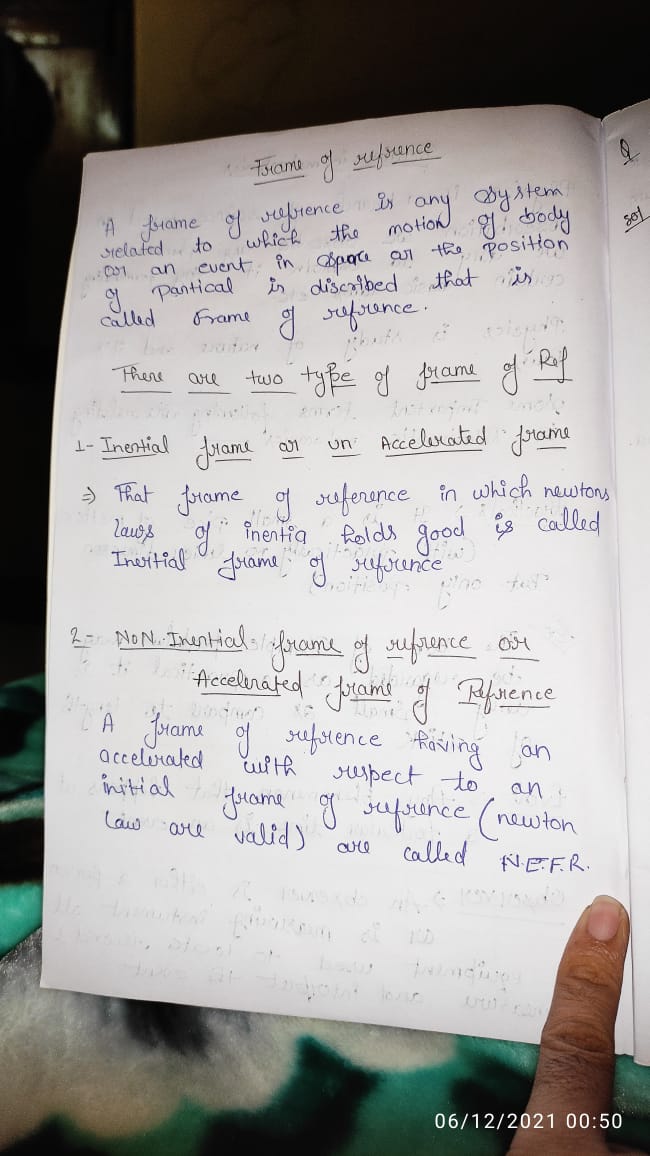 Frame of refrence
A frame of refrence is any system
related to which the motion of body
or an event in space or the position
of Pantical is discribed that is
called frame of refrence.
There are two type of frame of Ref
1- Inertial frame or un Accelerated frame
⇒ That frame of reference in which newtons
laws of inertia holds good is called
Inertial frame of refrence
2- NON. Inertial frame of refrence or
Accelerated frame of Refrence
A frame of refrence having an
accelerated with respect to an
initial frame of refrence (newton
law are valid) are called N.E.F.R.
Q
sol
06/12/2021 00:50